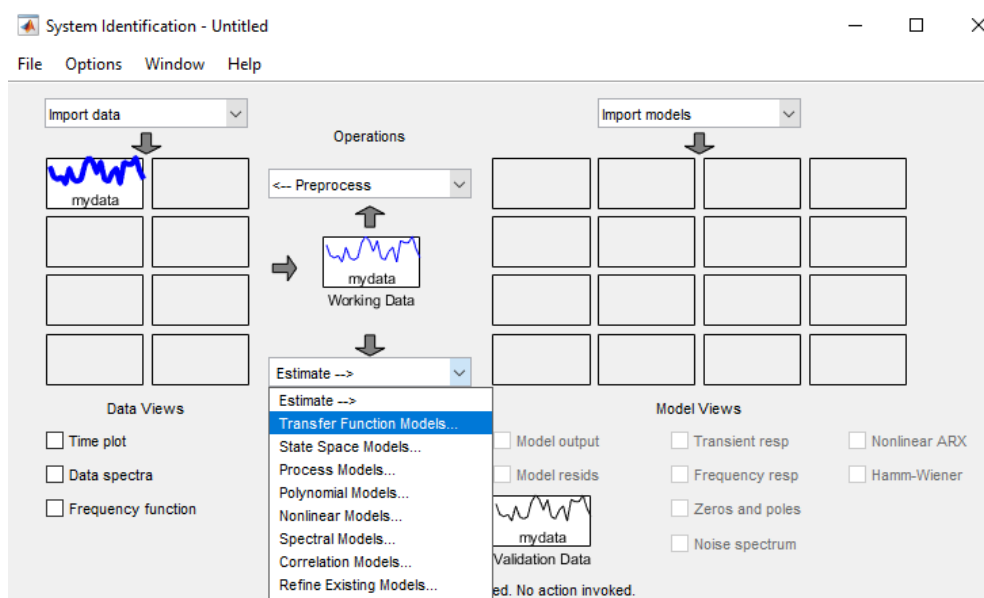 System Identification - Untitled
File Options Window Help
Import data
Import models
Operations
mydata
<-- Preprocess
mydata
Working Data
Estimate -->
Estimate -->
Transfer Function Models...
State Space Models...
Process Models...
Polynomial Models...
Nonlinear Models...
Spectral Models...
Correlation Models...
Refine Existing Models...
Data Views
Time plot
Data spectra
Frequency function
Model Views
Model output
Transient resp
Nonlinear ARX
Model resids
Frequency resp
Hamm-Wiener
Zeros and poles
mydata
Noise spectrum
Validation Data
ed. No action invoked.